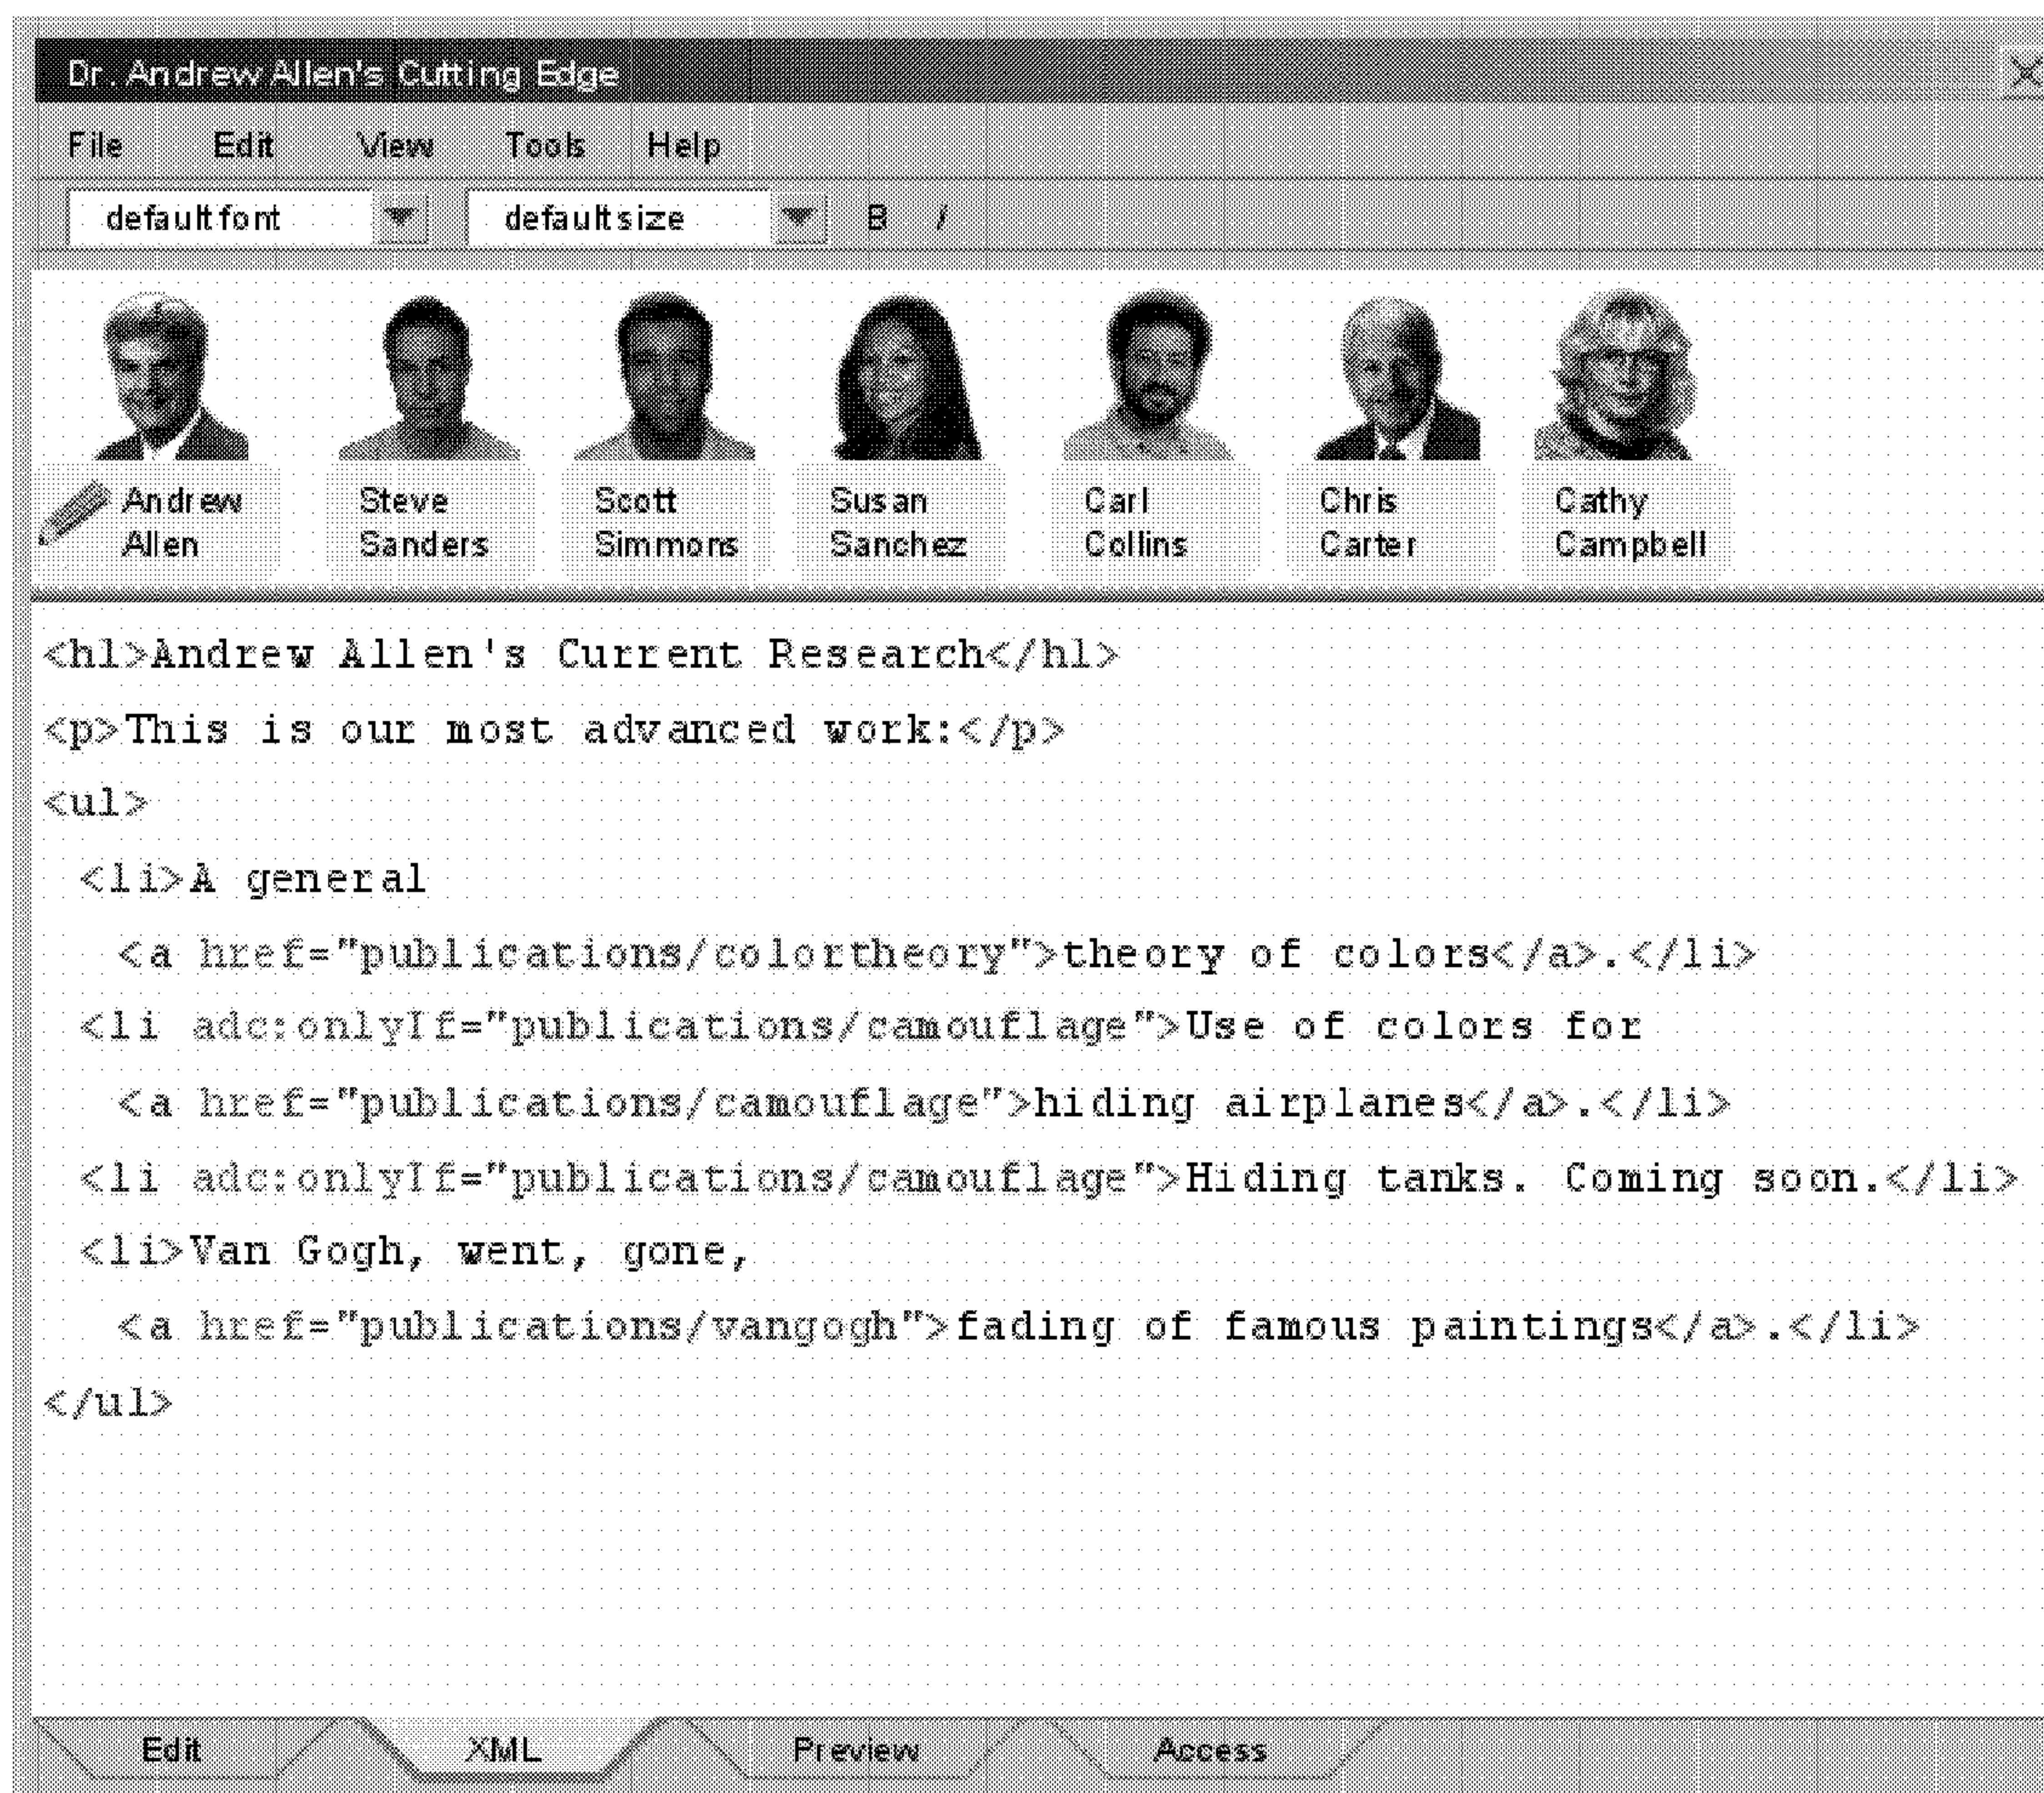 Dr. Andrew Allen's Cutting Edge
File Edit View Tools Help
default font default size B I
Andrew Allen
Steve Sanders
Scott Simmons
Susan Sanchez
Carl Collins
Chris Carter
Cathy Campbell
<h1>Andrew Allen's Current Research</h1>
<p>This is our most advanced work:</p>
<ul>
<li>A general
<a href="publications/colortheory">theory of colors</a>.</li>
<li adc:onlyIf="publications/camouflage">Use of colors for
<a href="publications/camouflage">hiding airplanes</a>.</li>
<li adc:onlyIf="publications/camouflage">Hiding tanks. Coming soon.</li>
<li>Van Gogh, went, gone,
<a href="publications/vangogh">fading of famous paintings</a>.</li>
</ul>
Edit XML Preview Access